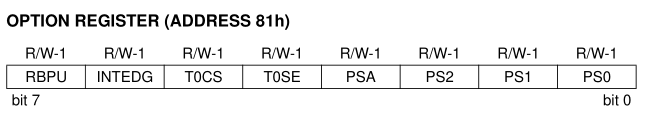 OPTION REGISTER (ADDRESS 81h)
R/W-1 R/W-1 R/W-1 R/W-1 R/W-1 R/W-1 R/W-1 R/W-1
RBPU INTEDG T0CS T0SE PSA PS2 PS1 PS0
bit 7 bit 0